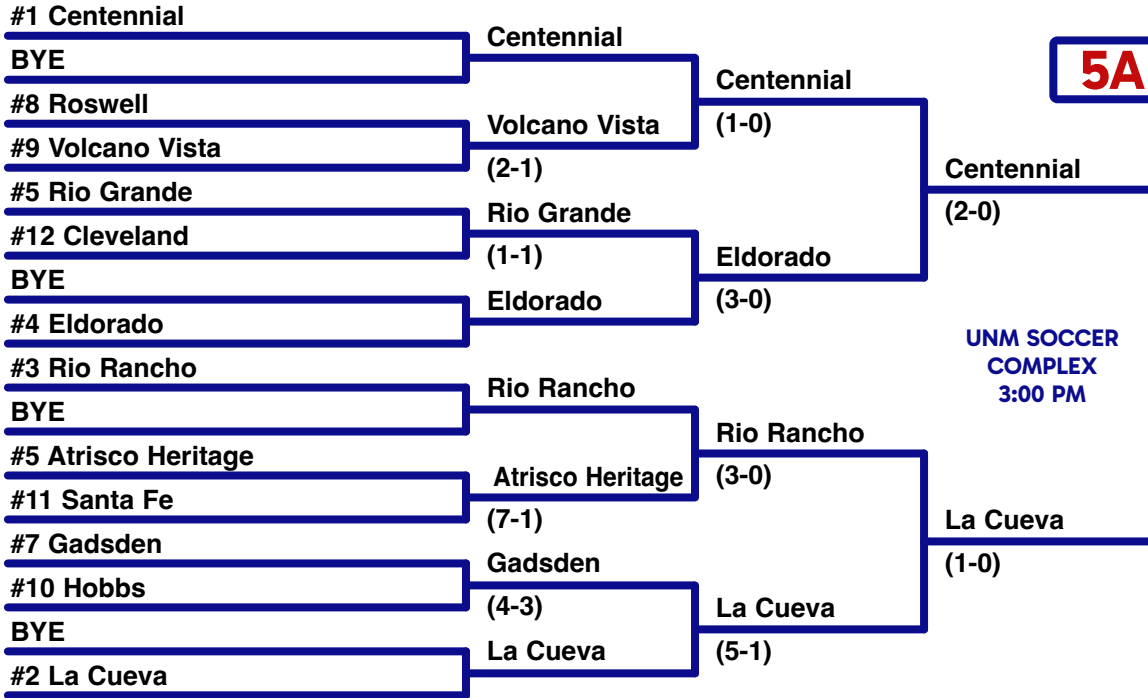 #1 Centennial
BYE
#8 Roswell
#9 Volcano Vista
#5 Rio Grande
#12 Cleveland
BYE
#4 Eldorado
#3 Rio Rancho
BYE
#5 Atrisco Heritage
#11 Santa Fe
#7 Gadsden
#10 Hobbs
BYE
#2 La Cueva
Centennial
Volcano Vista
(2-1)
Rio Grande
(1-1)
Eldorado
Rio Rancho
Atrisco Heritage
(7-1)
Gadsden
(4-3)
La Cueva
Centennial
(1-0)
Eldorado
(3-0)
Rio Rancho
(3-0)
La Cueva
(5-1)
Centennial
(2-0)
La Cueva
(1-0)
5A
UNM SOCCER
COMPLEX
3:00 PM